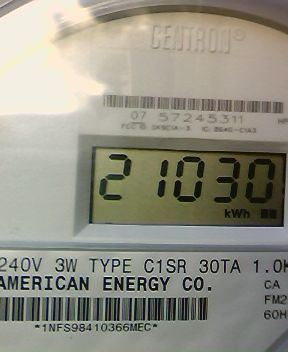 CENTRON®
07 57245311
21030
kWh
240V 3W TYPE C1SR 30TA 1.0K
AMERICAN ENERGY CO.
CA
FM2
60H
*1NFS98410366MEC*